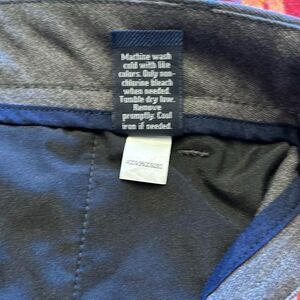 Machine wash
cold with like
colors. Only non-
chlorine bleach
when needed.
Tumble dry low.
Remove
promptly. Cool
iron if needed.